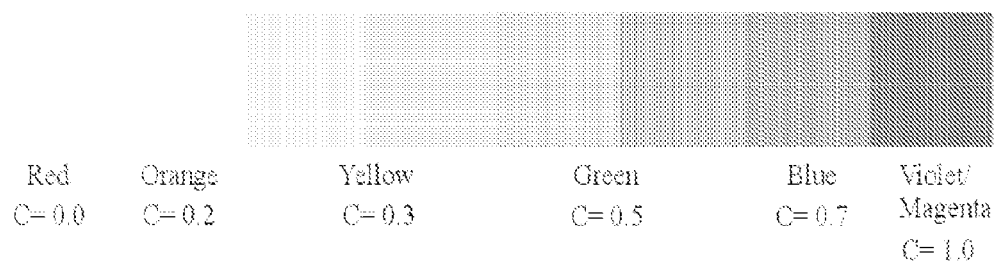 Red Orange Yellow Green Blue Violet/
Magenta
C= 0.0 C= 0.2 C= 0.3 C= 0.5 C= 0.7
C= 1.0